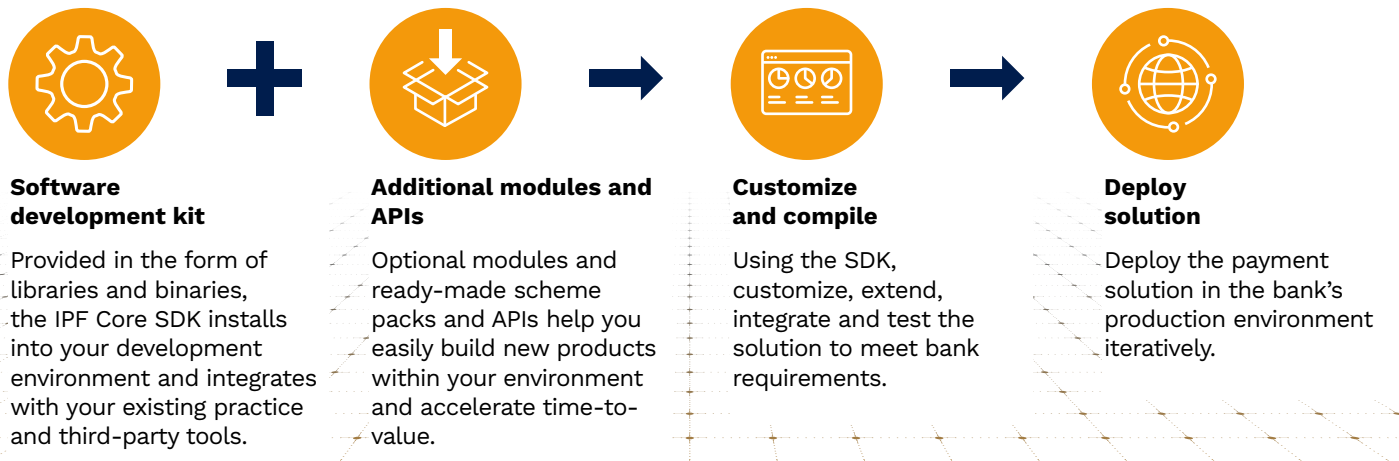 Software
development kit
Provided in the form of
libraries and binaries,
the IPF Core SDK installs
into your development
environment and integrates
with your existing practice
and third-party tools.
Additional modules and
APIs
Optional modules and
ready-made scheme
packs and APIs help you
easily build new products
within your environment
and accelerate time-to-
value.
Customize
and compile
Using the SDK,
customize, extend,
integrate and test the
solution to meet bank
requirements.
Deploy
solution
Deploy the payment
solution in the bank’s
production environment
iteratively.